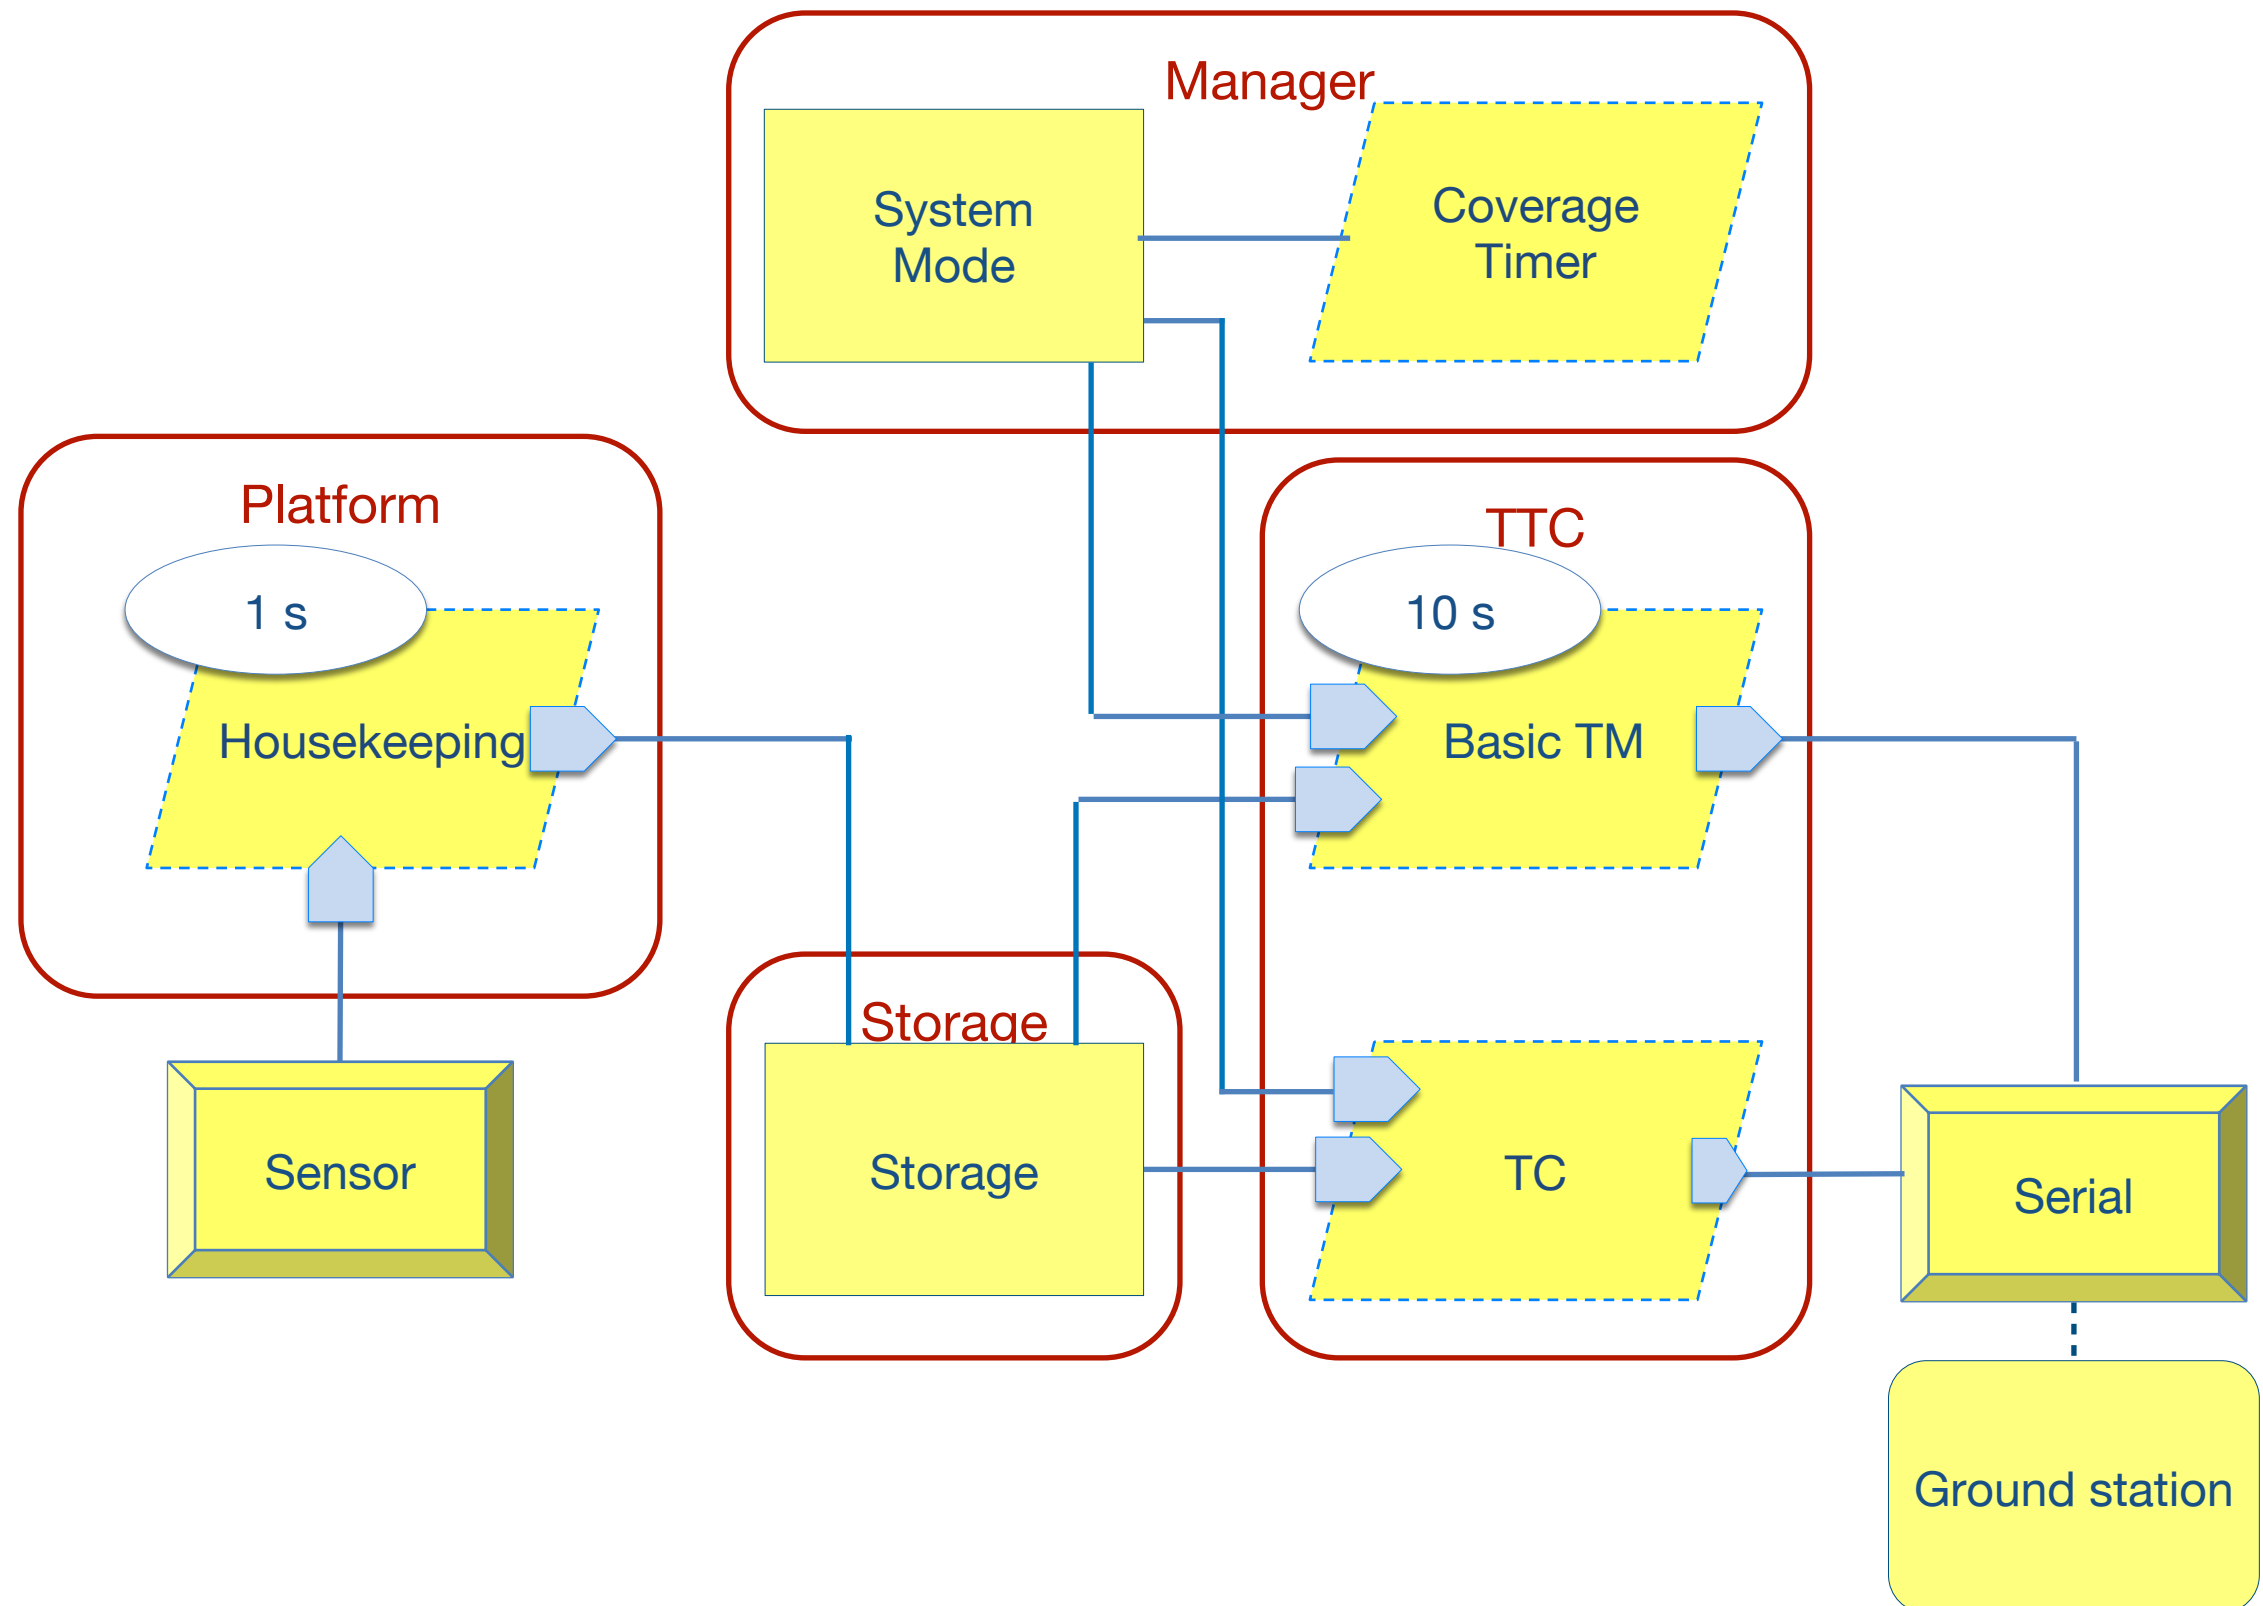 Manager
System
Mode
Coverage
Timer
Platform
1 s
Housekeeping
TTC
10 s
Basic TM
Storage
Storage
TC
Sensor
Serial
Ground station